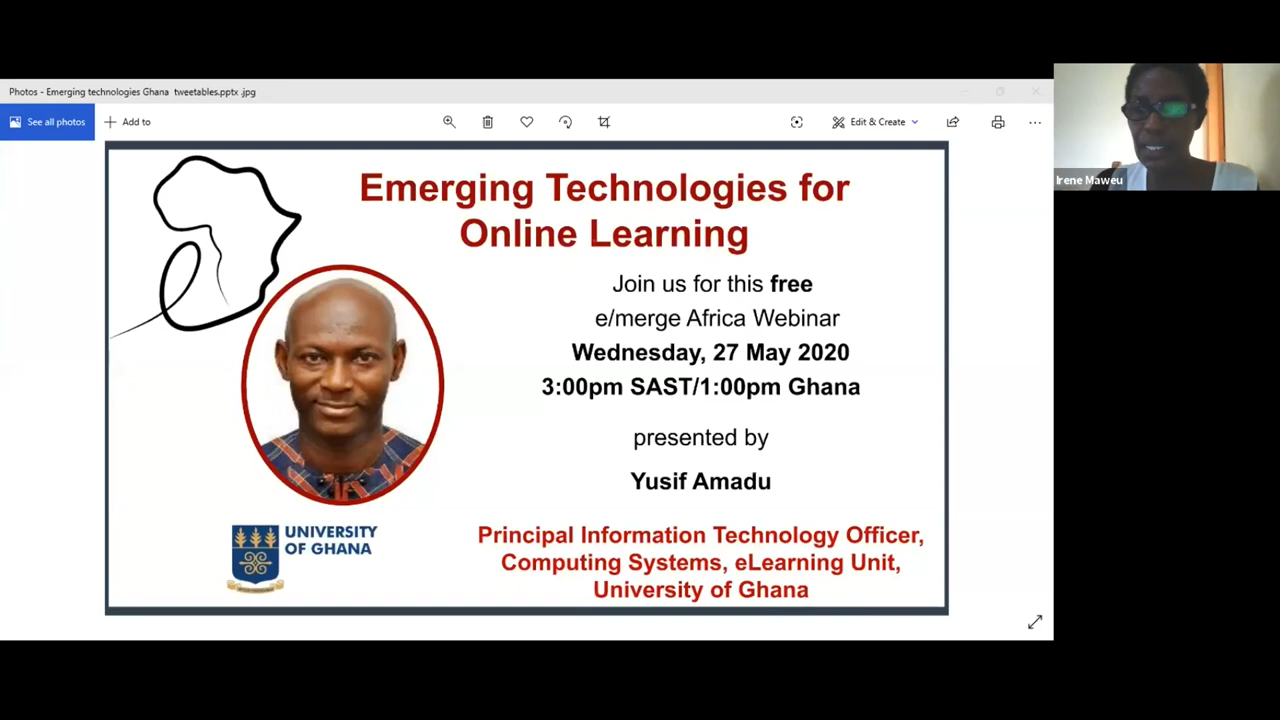 Photos - Emerging technologies Ghana tweetables.pptx .jpg
See all photos
Add to
Edit & Create
Irene Maweu
Emerging Technologies for
Online Learning
Join us for this free
e/merge Africa Webinar
Wednesday, 27 May 2020
3:00pm SAST/1:00pm Ghana
presented by
Yusif Amadu
UNIVERSITY
OF GHANA
Principal Information Technology Officer,
Computing Systems, eLearning Unit,
University of Ghana